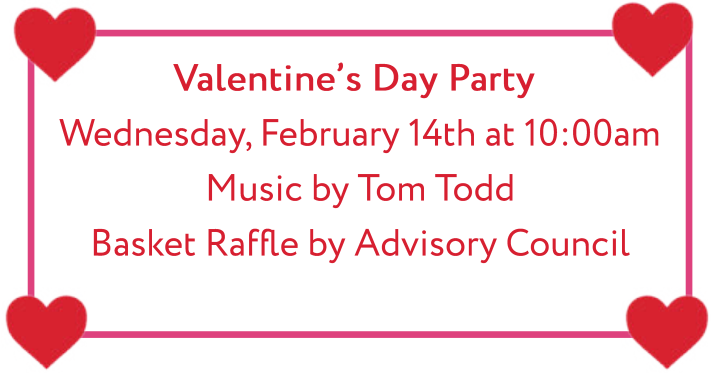 Valentine’s Day Party
Wednesday, February 14th at 10:00am
Music by Tom Todd
Basket Raffle by Advisory Council